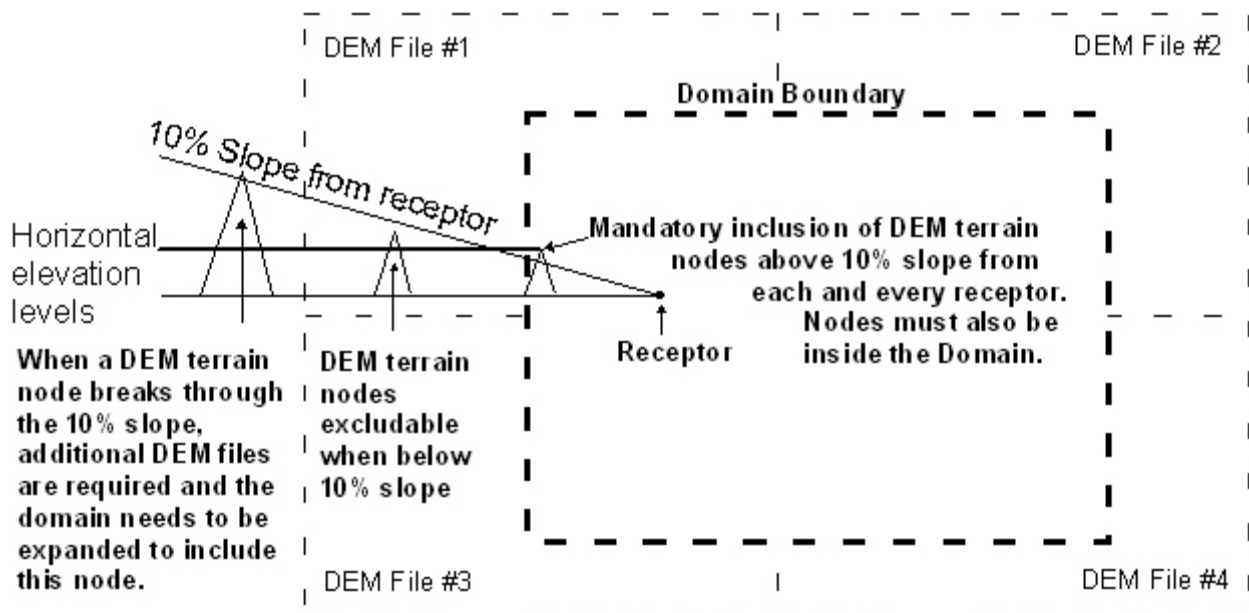 DEM File #1
DEM File #2
Domain Boundary
10% Slope from receptor
Horizontal
elevation
levels
Mandatory inclusion of DEM terrain
nodes above 10% slope from
each and every receptor.
Nodes must also be
inside the Domain.
Receptor
When a DEM terrain
node breaks through
the 10% slope,
additional DEM files
are required and the
domain needs to be
expanded to include
this node.
DEM terrain
nodes
excludable
when below
10% slope
DEM File #3
DEM File #4